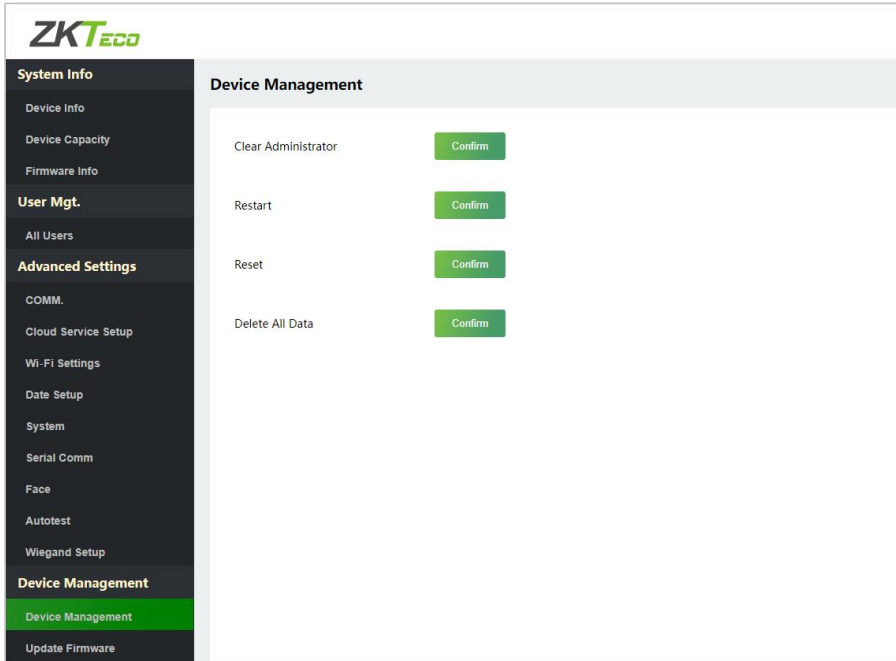 ZKTECO
System Info
Device Info
Device Capacity
Firmware Info
User Mgt.
All Users
Advanced Settings
COMM.
Cloud Service Setup
Wi-Fi Settings
Date Setup
System
Serial Comm
Face
Autotest
Wiegand Setup
Device Management
Device Management
Update Firmware
Device Management
Clear Administrator Confirm
Restart Confirm
Reset Confirm
Delete All Data Confirm